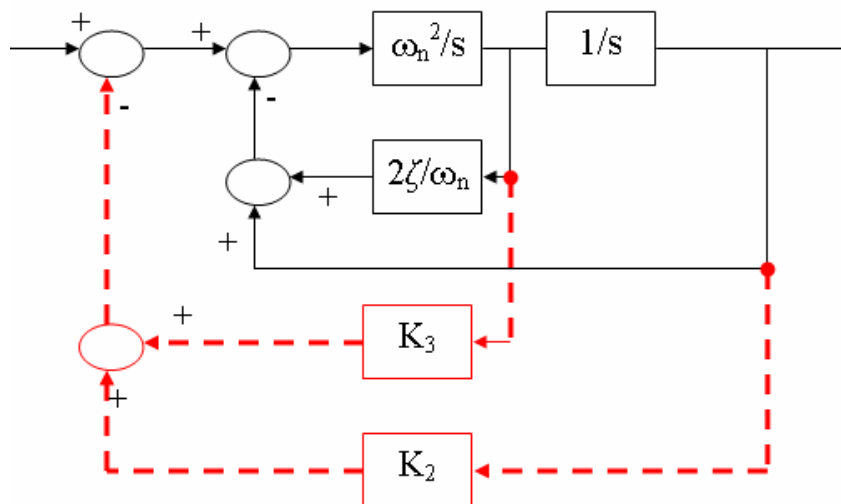 + + ωn²/s 1/s
- -
2ζ/ωn
+
+
+ K3
+
K2